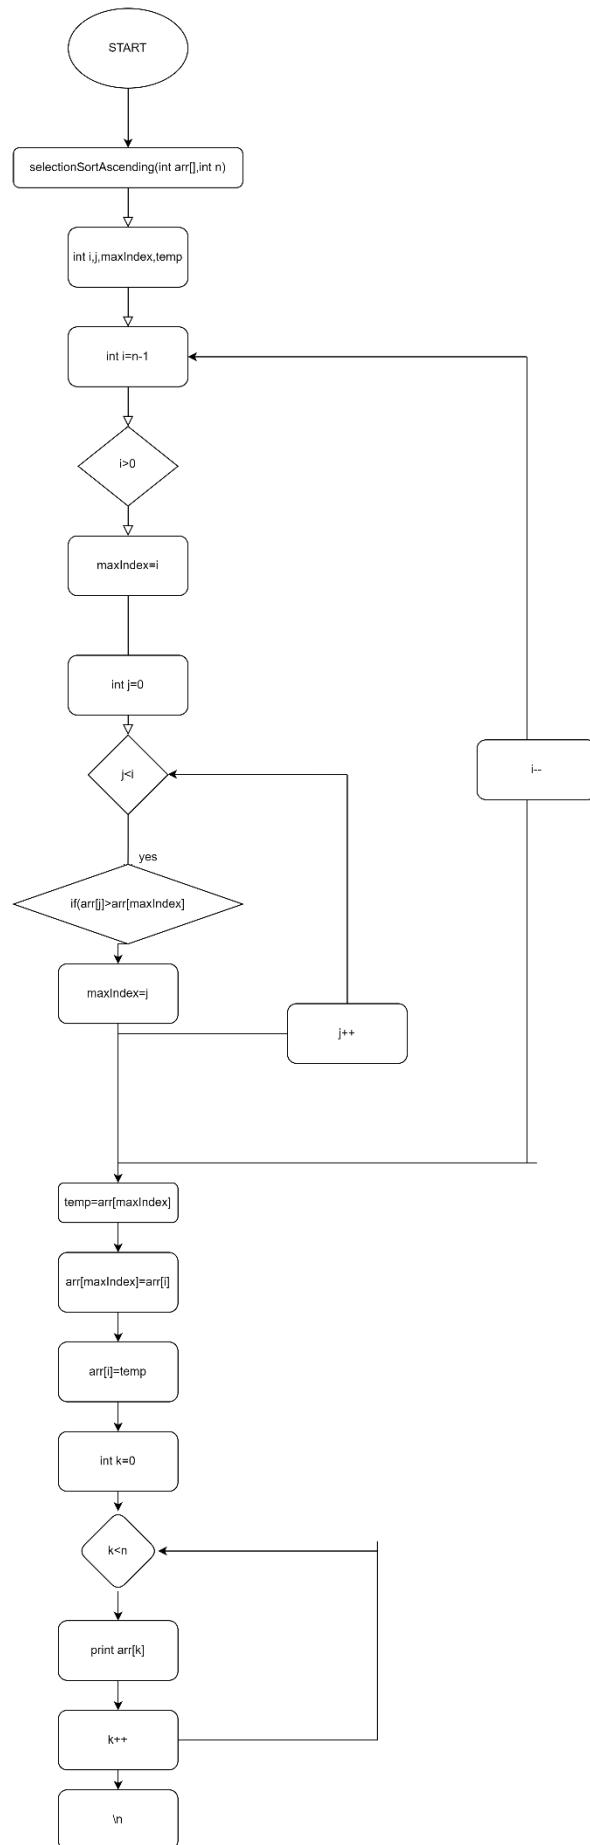 START
selectionSortAscending(int arr[],int n)
int i,j,maxIndex,temp
int i=n-1
i>0
maxIndex=i
int j=0
i--
j<i
yes
if(arr[j]>arr[maxIndex]
maxIndex=j
j++
temp=arr[maxIndex]
arr[maxIndex]=arr[i]
arr[i]=temp
int k=0
k<n
print arr[k]
k++
\n